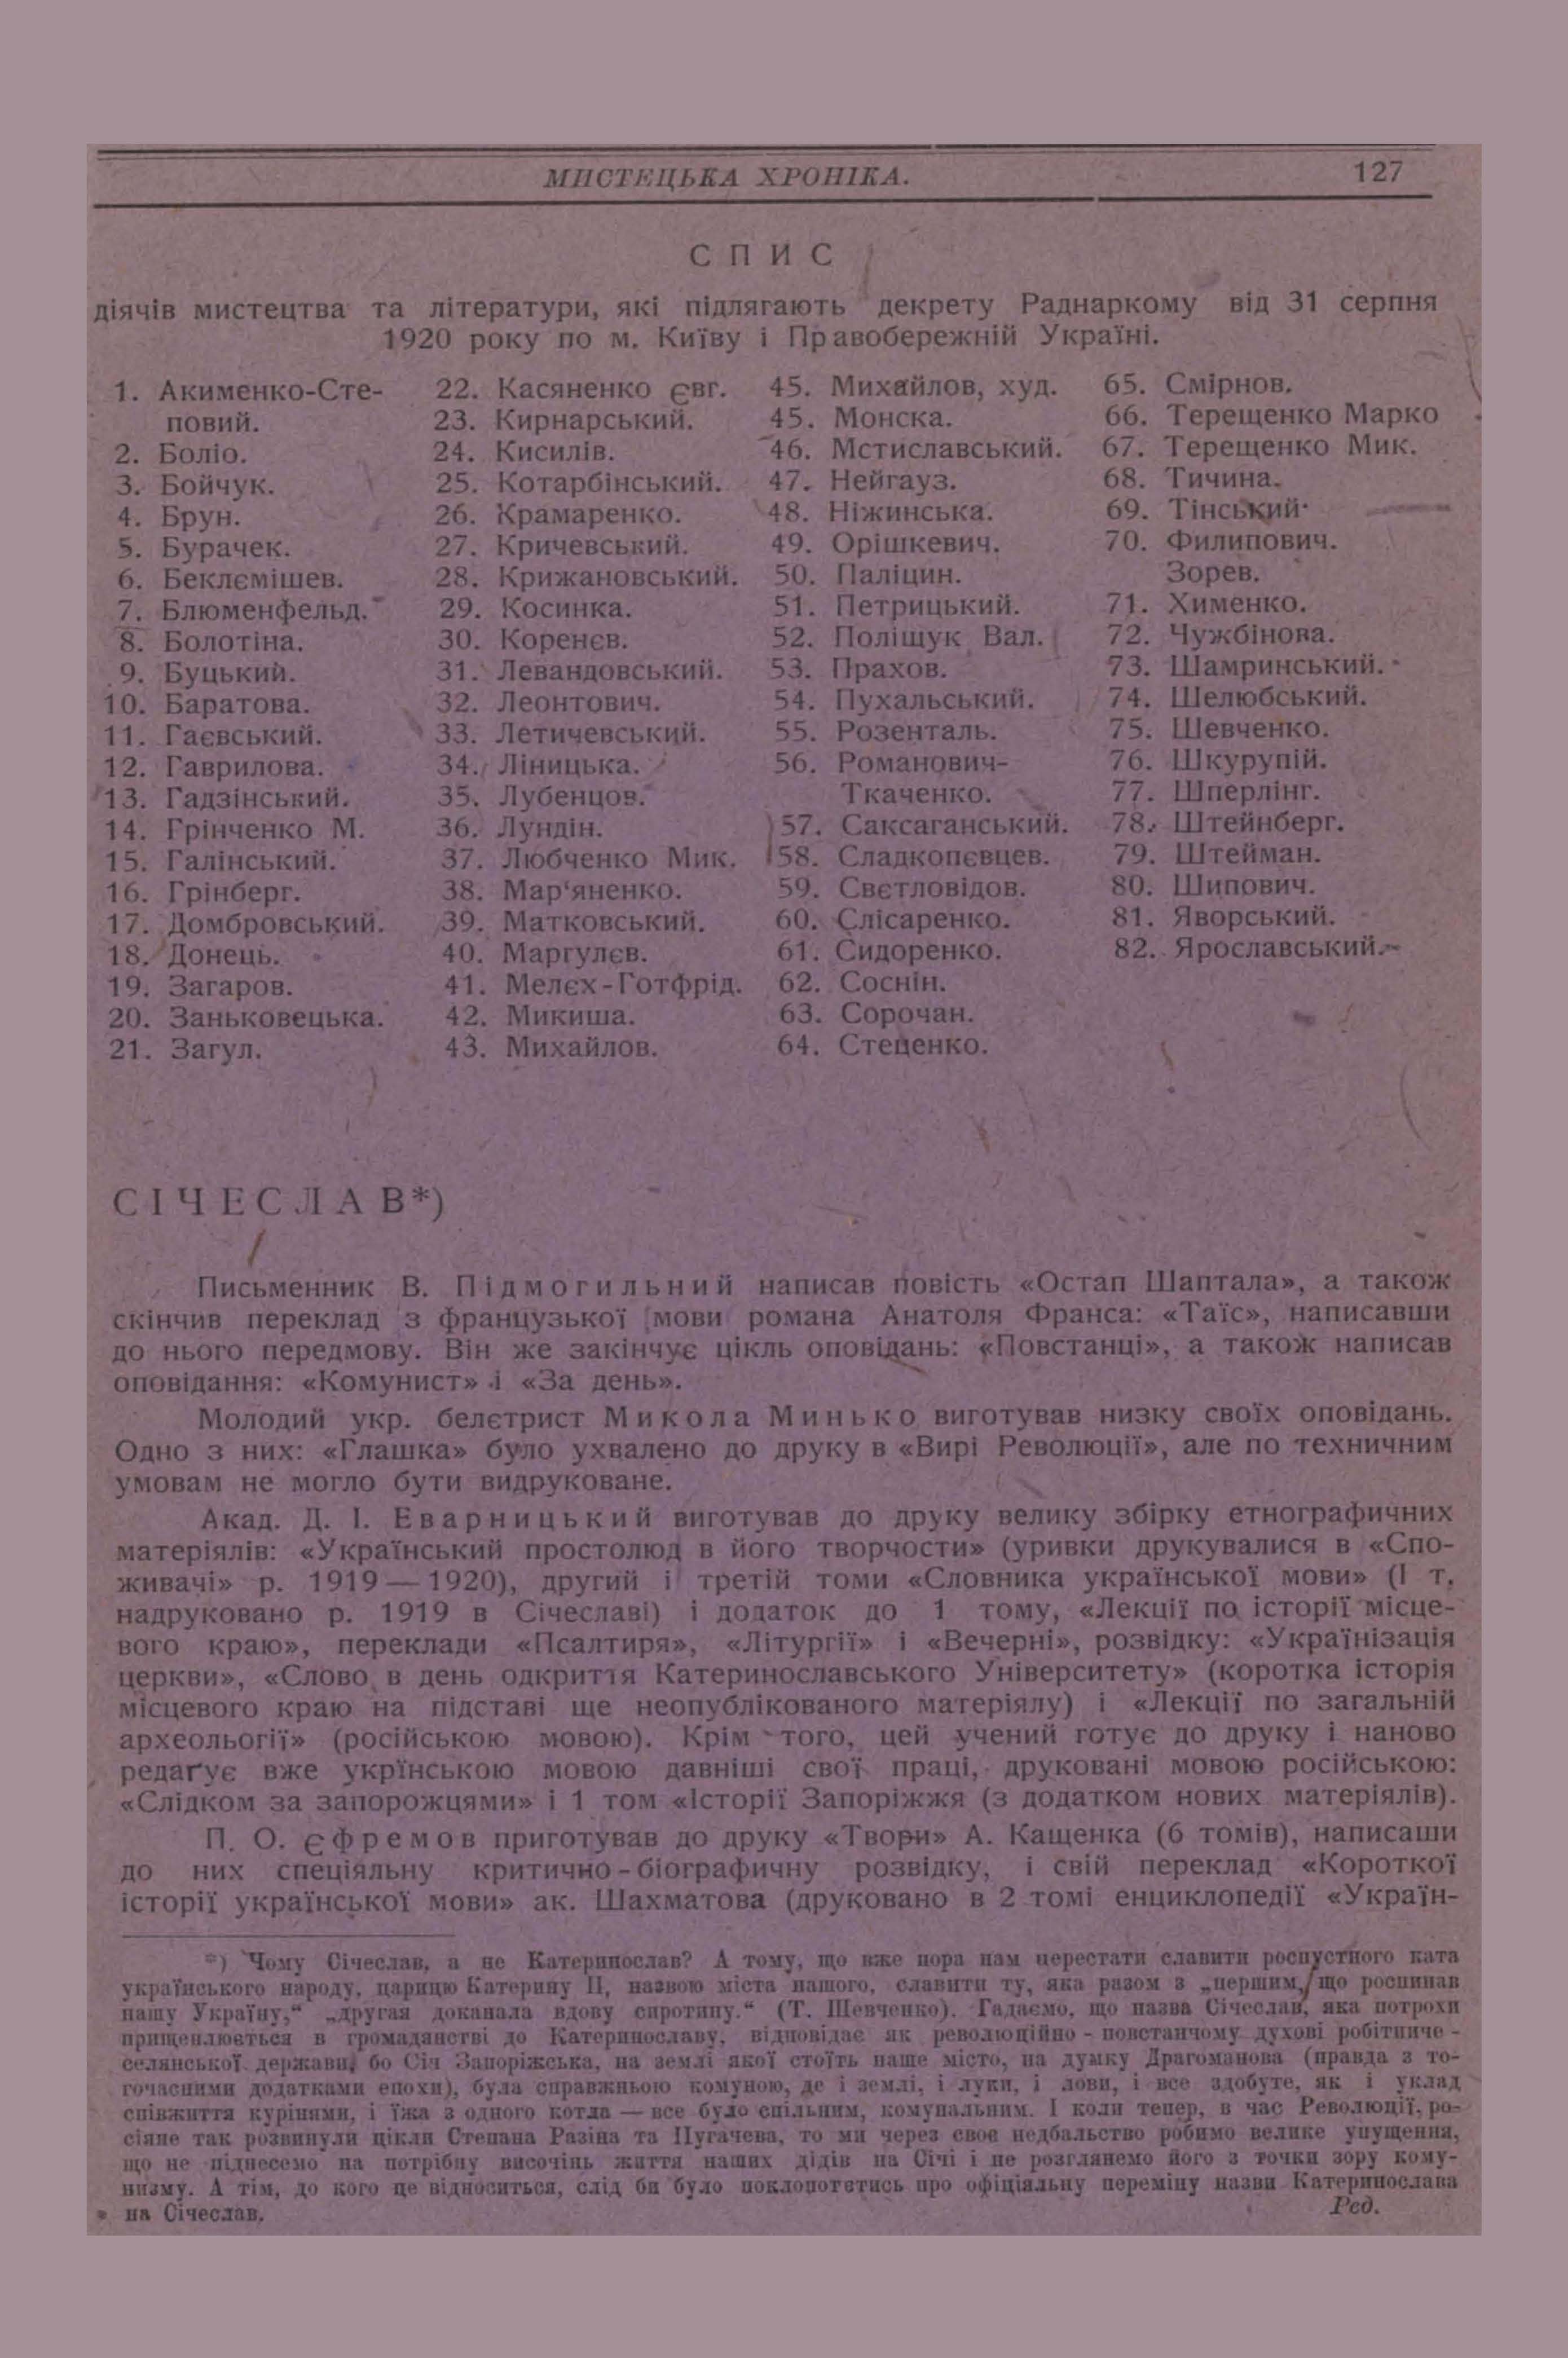 МИСТЕЦЬКА ХРОНІКА.
127
СПИС
діячів мистецтва та літератури, які підлягають декрету Раднаркому від 31 серпня
1920 року по м. Київу і Правобережній Україні.
1. Акименко-Сте-
повий.
2. Боліо.
3. Бойчук.
4. Брун.
5. Бурачек.
6. Беклємішев.
7. Блюменфельд.
8. Болотіна.
9. Буцький.
10. Баратова.
11. Гаєвський.
12. Гаврилова.
13. Гадзінський.
14. Грінченко М.
15. Галінський.
16. Грінберг.
17. Домбровський.
18. Донець.
19. Загаров.
20. Заньковецька.
21. Загул.
22. Касяненко євг.
23. Кирнарський.
24. Кисилів.
25. Котарбінський.
26. Крамаренко.
27. Кричевський.
28. Крижановський.
29. Косинка.
30. Коренєв.
31. Левандовський.
32. Леонтович.
33. Летичевський.
34. Ліницька.
35. Лубенцов.
36. Лундін.
37. Любченко Мик.
38. Мар‘яненко.
39. Матковський.
40. Маргулєв.
41. Мелєх-Готфрід.
42. Микиша.
43. Михайлов.
45. Михайлов, худ.
45. Монска.
46. Мстиславський.
47. Нейгауз.
48. Ніжинська.
49. Орішкевич.
50. Паліцин.
51. Петрицький.
52. Поліщук Вал.
53. Прахов.
54. Пухальський.
55. Розенталь.
56. Романович-
Ткаченко.
57. Саксаганський.
58. Сладкопєвцев.
59. Свєтловідов.
60. Слісаренко.
61. Сидоренко.
62. Соснін.
63. Сорочан.
64. Стеценко.
65. Смірнов.
66. Терещенко Марко
67. Терещенко Мик.
68. Тичина.
69. Тінський
70. Филипович.
Зорев.
71. Хименко.
72. Чужбінова.
73. Шамринський.
74. Шелюбський.
75. Шевченко.
76. Шкурупій.
77. Шперлінг.
78. Штейнберг.
79. Штейман.
80. Шипович.
81. Яворський.
82. Ярославський.
СІЧЕСЛАВ*)
Письменник В. Підмогильний написав повість «Остап Шаптала», а також
скінчив переклад з французької мови романа Анатоля Франса: «Таїс», написавши
до нього передмову. Він же закінчує цікль оповідань: «Повстанці», а також написав
оповідання: «Комунист» і «За день».
Молодий укр. белєтрист Микола Минько виготував низку своїх оповідань.
Одно з них: «Глашка» було ухвалено до друку в «Вирі Революції», але по техничним
умовам не могло бути видруковане.
Акад. Д. І. Еварницький виготував до друку велику збірку етнографичних
матеріялів: «Український простолюд в його творчости» (уривки друкувалися в «Спо-
живачі» р. 1919 — 1920), другий і третій томи «Словника української мови» (І т.
надруковано р. 1919 в Січеславі) і додаток до 1 тому, «Лекції по історії місце-
вого краю», переклади «Псалтиря», «Літургії» і «Вечерні», розвідку: «Українізація
церкви», «Слово в день одкриття Катеринославського Університету» (коротка історія
місцевого краю на підставі ще неопублікованого матеріялу) і «Лекції по загальній
археольогії» (російською мовою). Крім того, цей учений готує до друку і наново
редаґує вже укрїнською мовою давніші свої праці, друковані мовою російською:
«Слідком за запорожцями» і 1 том «Історії Запоріжжя (з додатком нових матеріялів).
П. О. єфремов приготував до друку «Твори» А. Кащенка (6 томів), написаши
до них спеціяльну критично-біографичну розвідку, і свій переклад «Короткої
історії української мови» ак. Шахматова (друковано в 2 томі енциклопедії «Україн-
*) Чому Січеслав, а не Катеринослав? А тому, що вже пора нам перестати славити роспустного ката
українського народу, царицю Катерину II, назвою міста нашого, славити ту, яка разом з „першим, що роспинав
нашу Україну,“ „другая доканала вдову сиротину.“ (Т. Шевченко). Гадаємо, що назва Січеслав, яка потрохи
прищеплюється в громадянстві до Катеринославу, відповідає як революційно-повстанчому духові робітниче-
селянської держави, бо Січ Запоріжська, на землі якої стоїть наше місто, на думку Драгоманова (правда з то-
гочасними додатками епохи), була справжньою комуною, де і землі, і луки, і лови, і все здобуте, як і уклад
співжиття курінями, і їжа з одного котла — все було спільним, комунальним. І коли тепер, в час Революції, ро-
сіяне так розвинули цікли Степана Разіна та Пугачева, то ми через своє недбальство робимо велике упущення,
що не піднесемо на потрібну височінь життя наших дідів на Січі і не розглянемо його з точки зору кому-
низму. А тім, до кого це відноситься, слід би було поклопотатись про офіціяльну переміну назви Катеринослава
на Січеслав.
Ред.